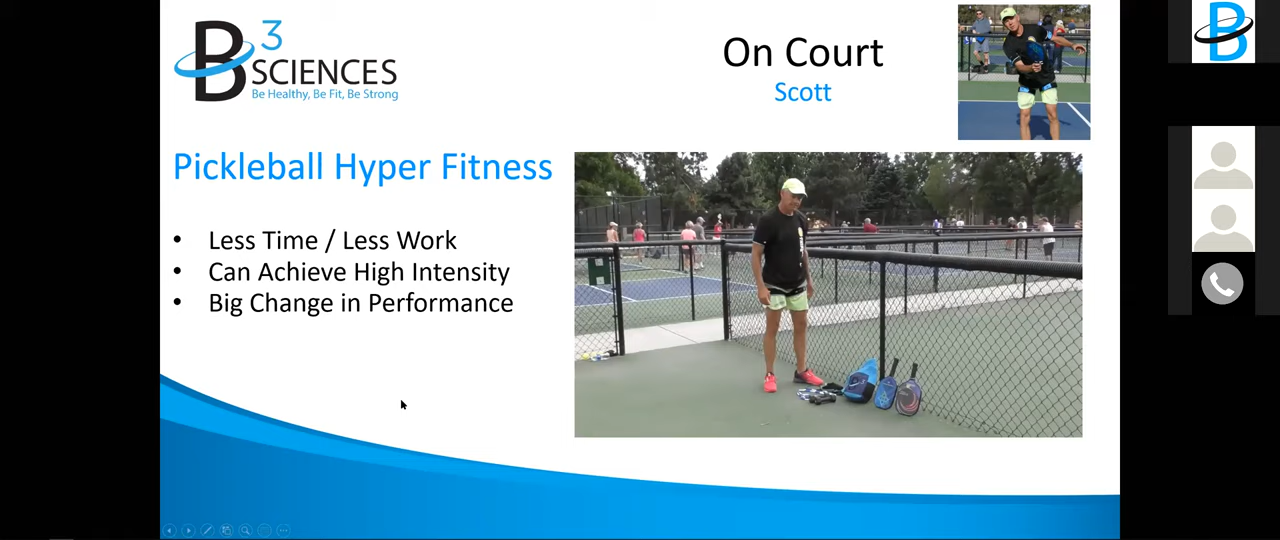 B3
SCIENCES
Be Healthy, Be Fit, Be Strong
On Court
Scott
Pickleball Hyper Fitness
• Less Time / Less Work
• Can Achieve High Intensity
• Big Change in Performance
B